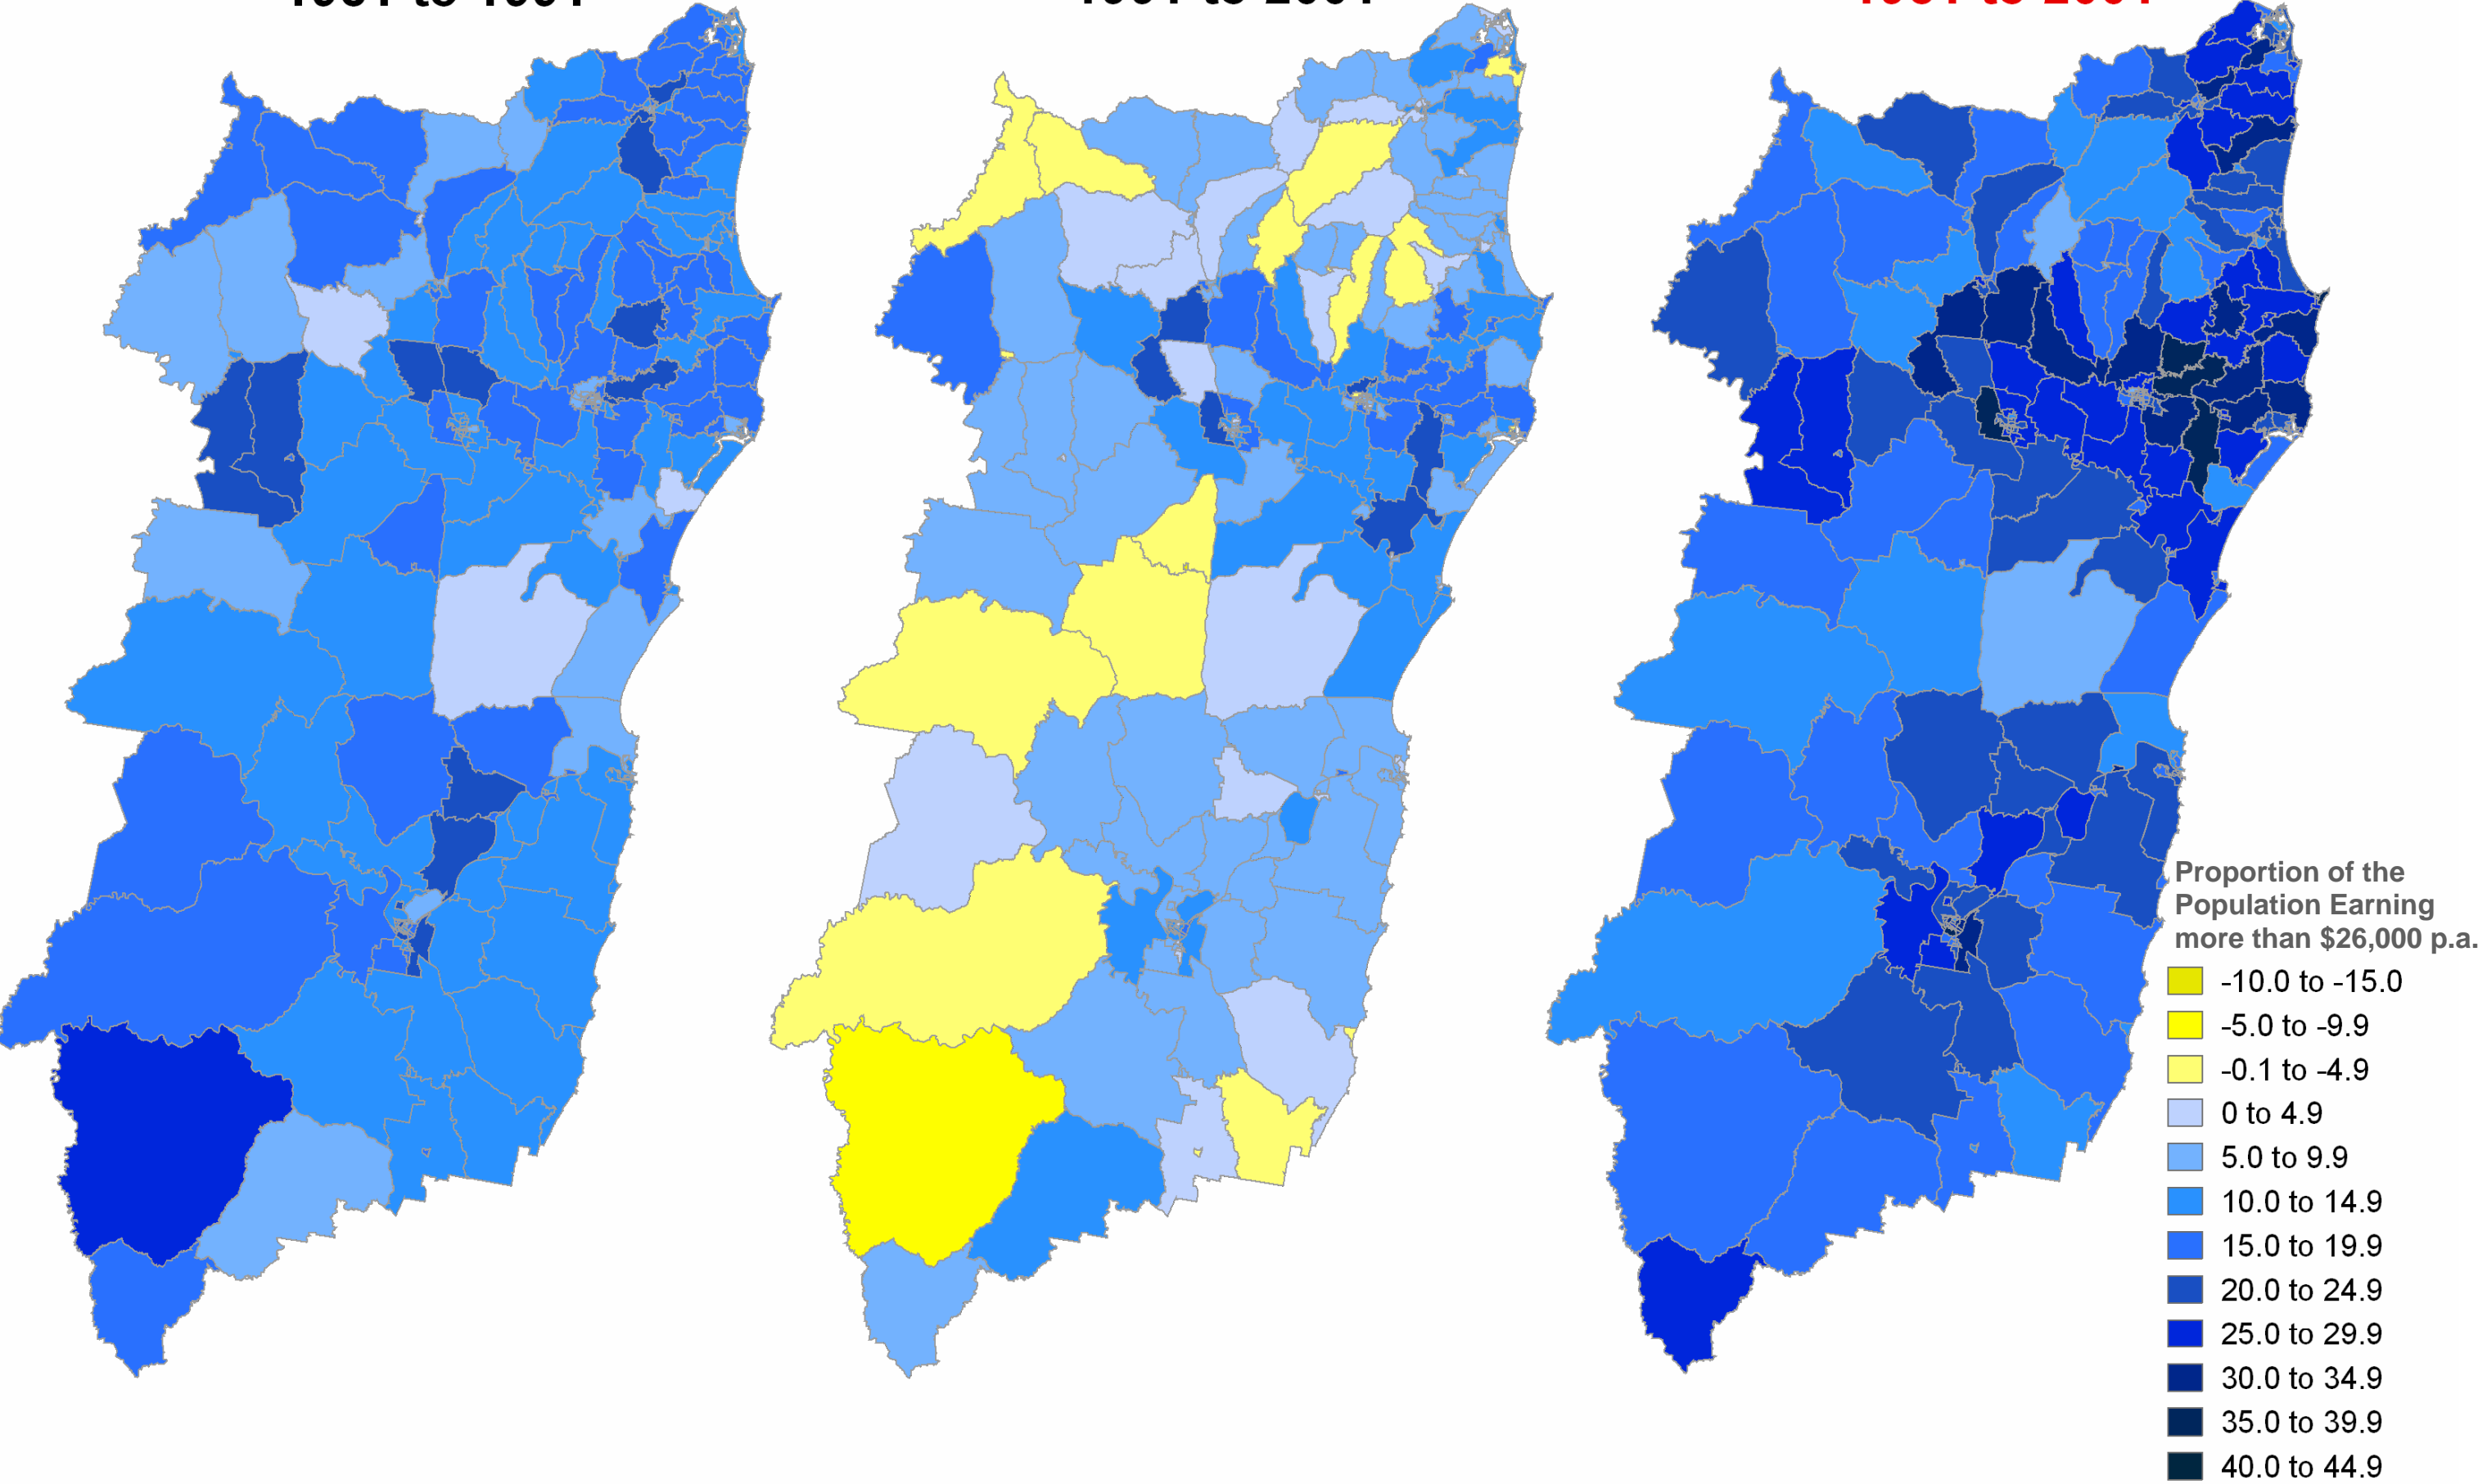 Proportion of the
Population Earning
more than $26,000 p.a.
-10.0 to -15.0
-5.0 to -9.9
-0.1 to -4.9
0 to 4.9
5.0 to 9.9
10.0 to 14.9
15.0 to 19.9
20.0 to 24.9
25.0 to 29.9
30.0 to 34.9
35.0 to 39.9
40.0 to 44.9